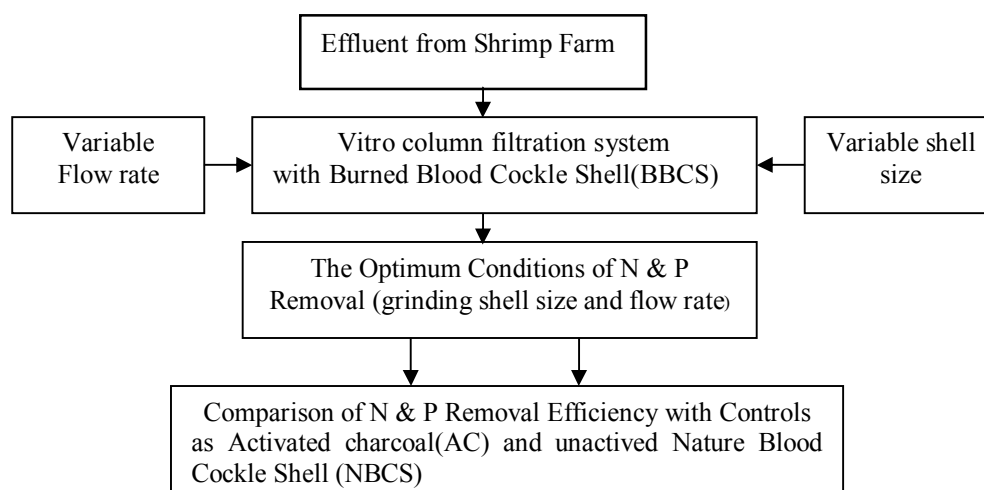 Effluent from Shrimp Farm
Variable
Flow rate
Vitro column filtration system
with Burned Blood Cockle Shell(BBCS)
Variable shell
size
The Optimum Conditions of N & P
Removal (grinding shell size and flow rate)
Comparison of N & P Removal Efficiency with Controls
as Activated charcoal(AC) and unactived Nature Blood
Cockle Shell (NBCS)